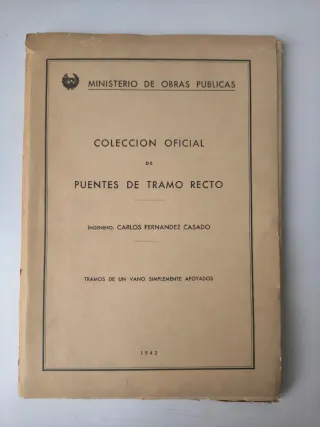 MINISTERIO DE OBRAS PUBLICAS
COLECCION OFICIAL
DE
PUENTES DE TRAMO RECTO
INGENIERO: CARLOS FERNANDEZ CASADO
TRAMOS DE UN VANO SIMPLEMENTE APOYADOS
1942